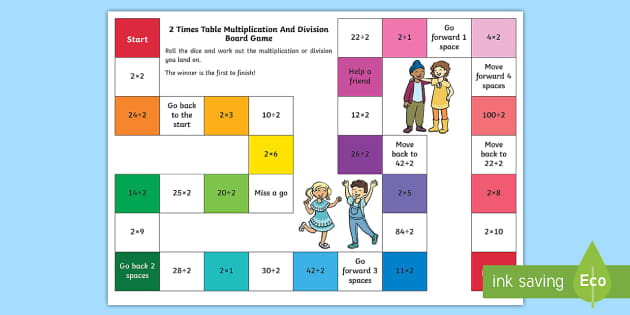 Start
2 Times Table Multiplication And Division
Board Game
Roll the dice and work out the multiplication or division
you land on.
The winner is the first to finish!
22÷2
2÷1
Go
forward 1
space
4×2
2×2
Help a
friend
Move
forward 4
spaces
24÷2
Go back
to the
start
2×3
10÷2
12×2
100÷2
2×6
26÷2
Move
back to
42÷2
Move
back to
22÷2
14÷2
25×2
20÷2
Miss a go
2×5
2×8
2×9
84÷2
2×10
Go back 2
spaces
28÷2
2×1
30÷2
42÷2
Go
forward 3
spaces
11×2
ink saving
Eco